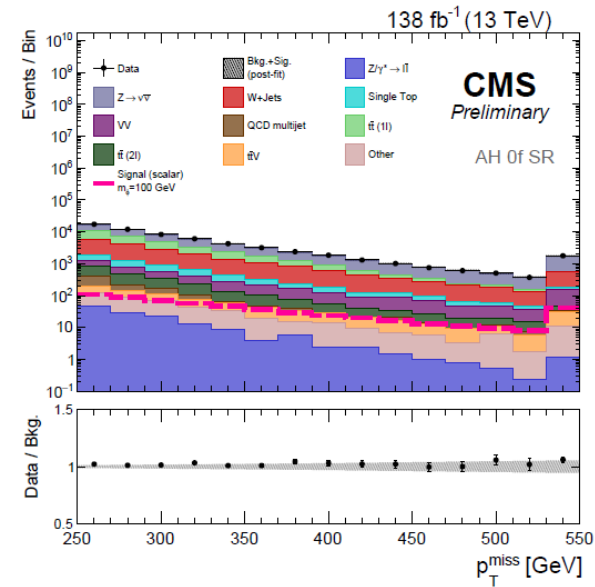 138 fb⁻¹ (13 TeV)
Events / Bin
10¹⁰
10⁹
10⁸
10⁷
10⁶
10⁵
10⁴
10³
10²
10
1
10⁻¹
Data
Bkg.+Sig. (post-fit)
Z/γ* → l l̄
Z → νν̄
W+Jets
Single Top
VV
QCD multijet
tt̄ (1l)
tt̄ (2l)
tt̄V
Other
Signal (scalar)
m_ϕ=100 GeV
CMS
Preliminary
AH 0f SR
Data / Bkg.
1.5
1
0.5
250 300 350 400 450 500 550
p_T^miss [GeV]